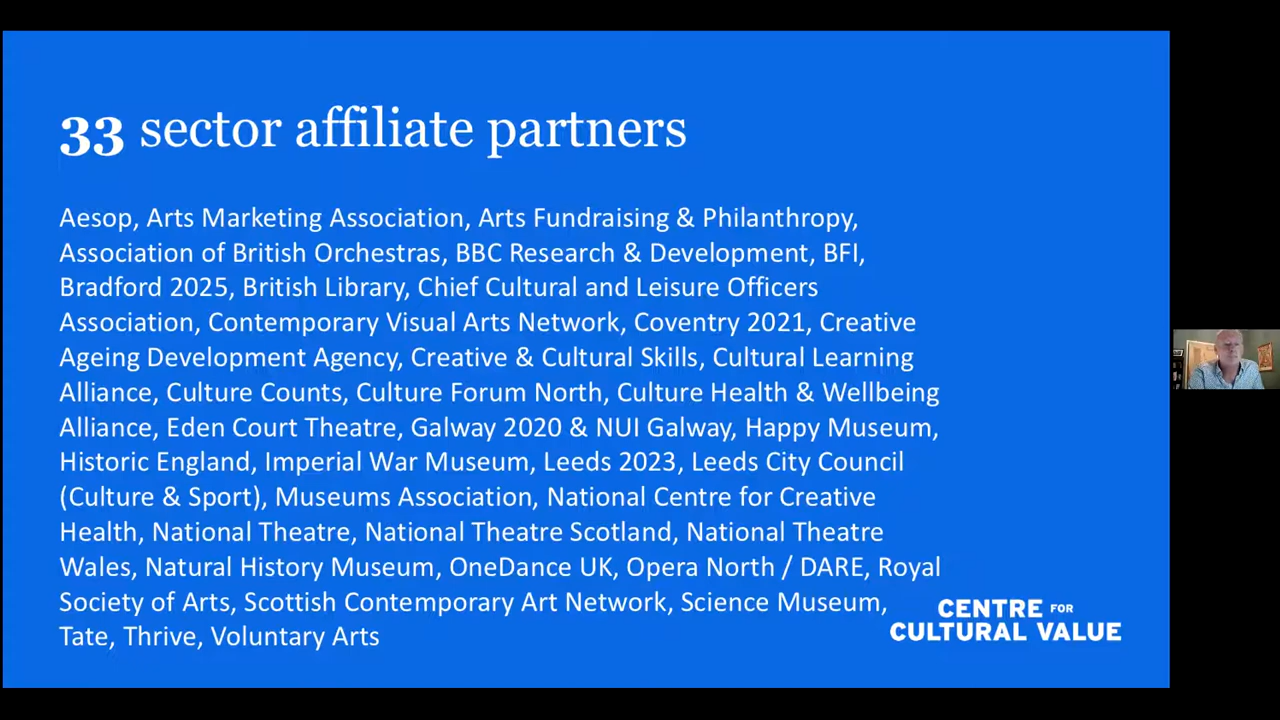 33 sector affiliate partners
Aesop, Arts Marketing Association, Arts Fundraising & Philanthropy,
Association of British Orchestras, BBC Research & Development, BFI,
Bradford 2025, British Library, Chief Cultural and Leisure Officers
Association, Contemporary Visual Arts Network, Coventry 2021, Creative
Ageing Development Agency, Creative & Cultural Skills, Cultural Learning
Alliance, Culture Counts, Culture Forum North, Culture Health & Wellbeing
Alliance, Eden Court Theatre, Galway 2020 & NUI Galway, Happy Museum,
Historic England, Imperial War Museum, Leeds 2023, Leeds City Council
(Culture & Sport), Museums Association, National Centre for Creative
Health, National Theatre, National Theatre Scotland, National Theatre
Wales, Natural History Museum, OneDance UK, Opera North / DARE, Royal
Society of Arts, Scottish Contemporary Art Network, Science Museum,
Tate, Thrive, Voluntary Arts
CENTRE FOR
CULTURAL VALUE